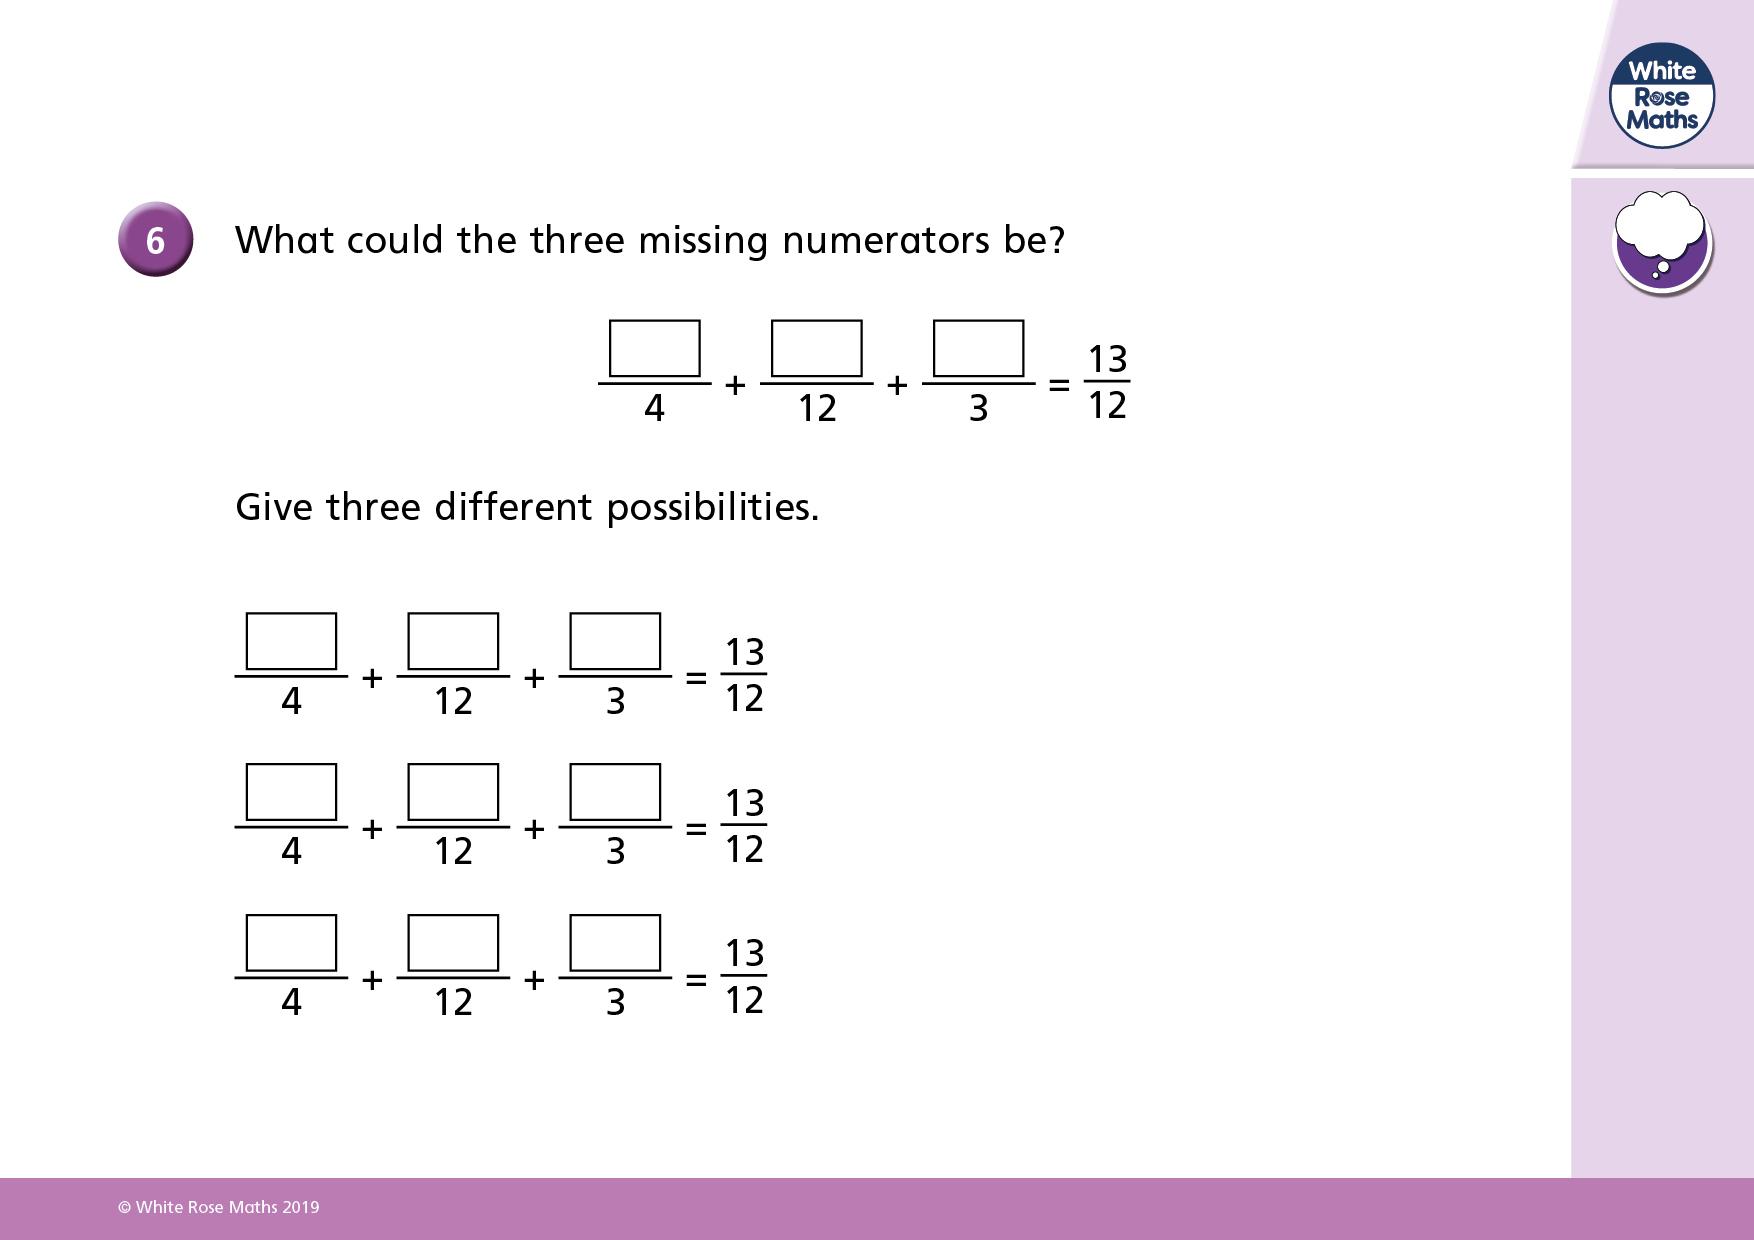 White
Rose
Maths
6 What could the three missing numerators be?
13
+ + =
4 12 3 12
Give three different possibilities.
13
+ + =
4 12 3 12
13
+ + =
4 12 3 12
13
+ + =
4 12 3 12
© White Rose Maths 2019